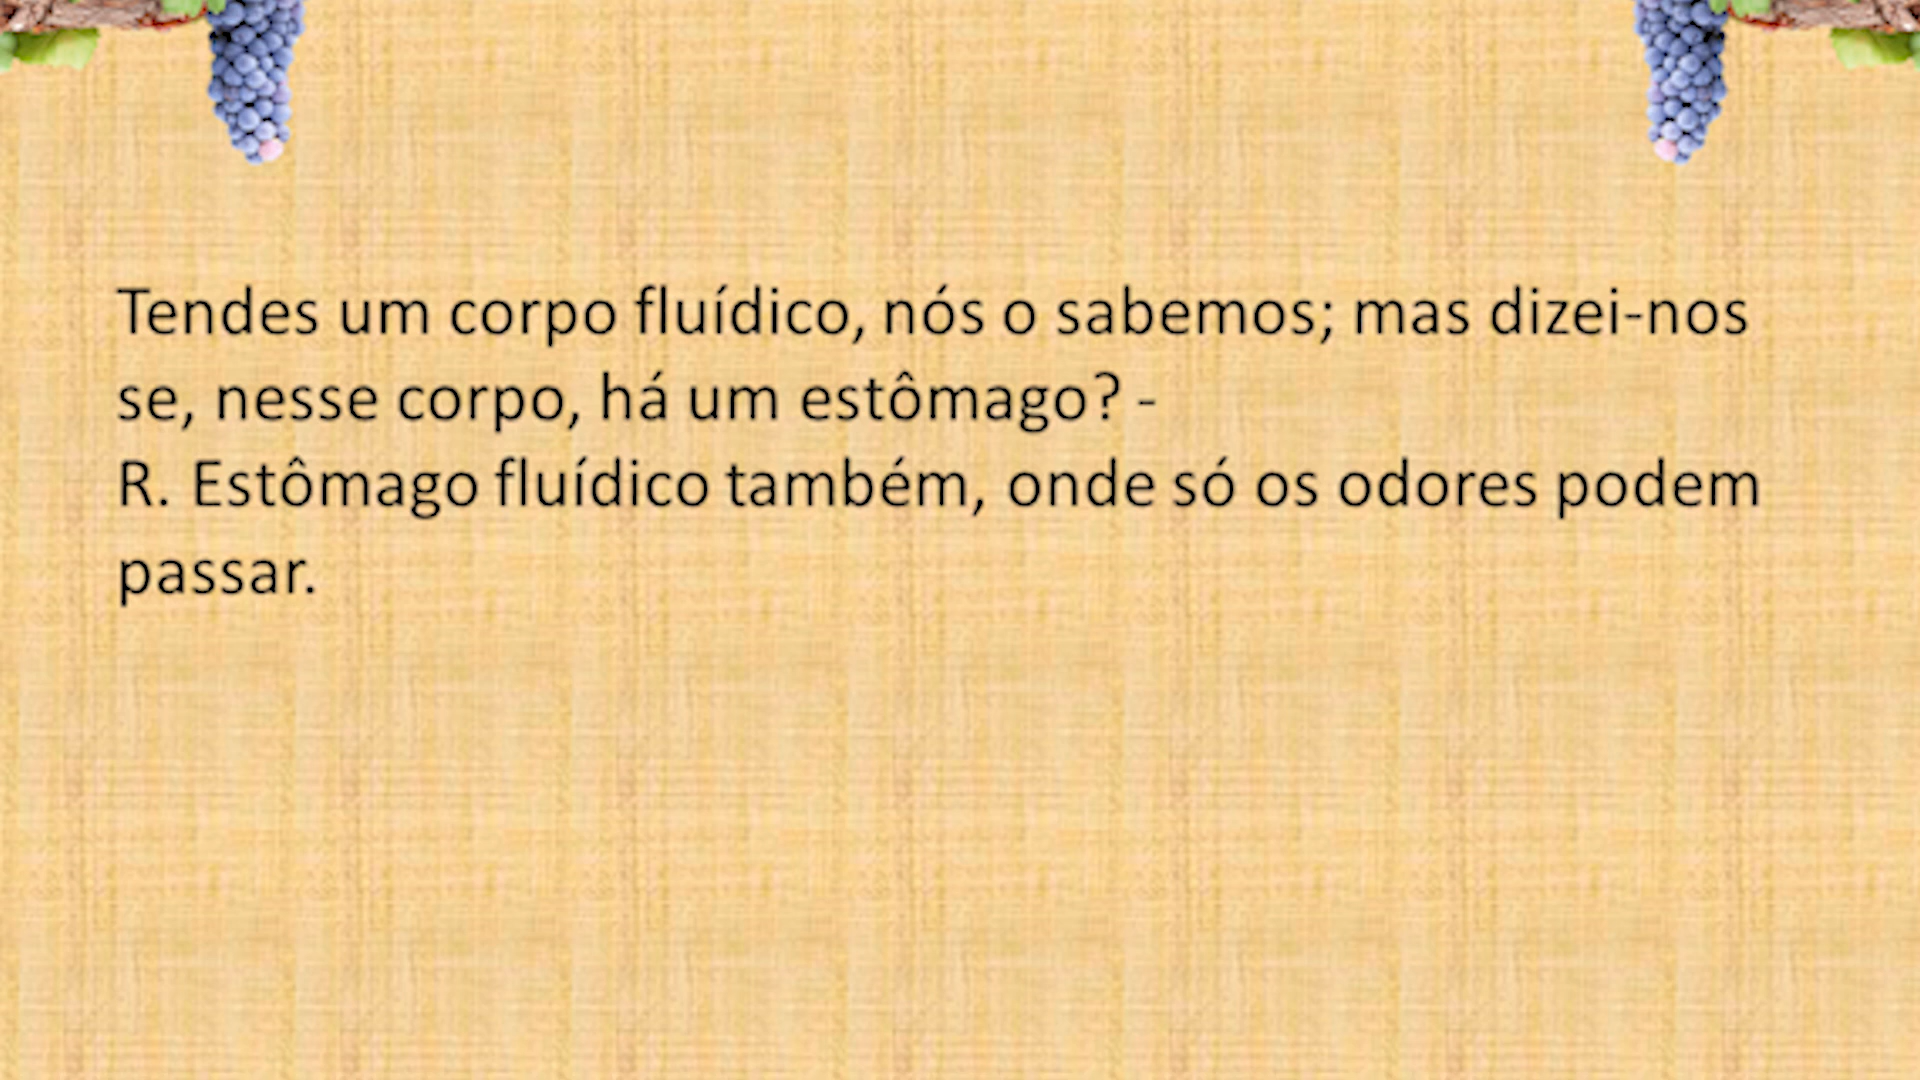 Tendes um corpo fluídico, nós o sabemos; mas dizei-nos
se, nesse corpo, há um estômago? -
R. Estômago fluídico também, onde só os odores podem
passar.